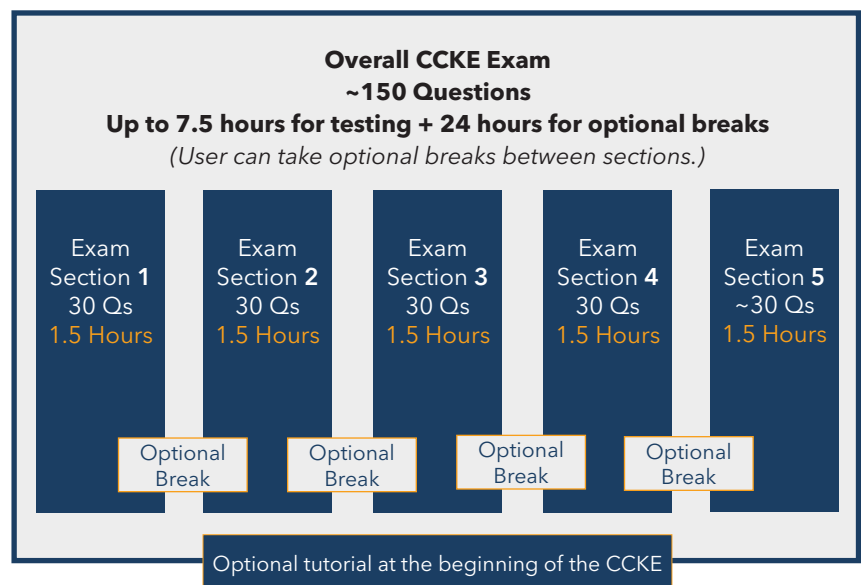 Overall CCKE Exam
~150 Questions
Up to 7.5 hours for testing + 24 hours for optional breaks
(User can take optional breaks between sections.)
Exam
Section 1
30 Qs
1.5 Hours
Exam
Section 2
30 Qs
1.5 Hours
Exam
Section 3
30 Qs
1.5 Hours
Exam
Section 4
30 Qs
1.5 Hours
Exam
Section 5
~30 Qs
1.5 Hours
Optional
Break
Optional
Break
Optional
Break
Optional
Break
Optional tutorial at the beginning of the CCKE